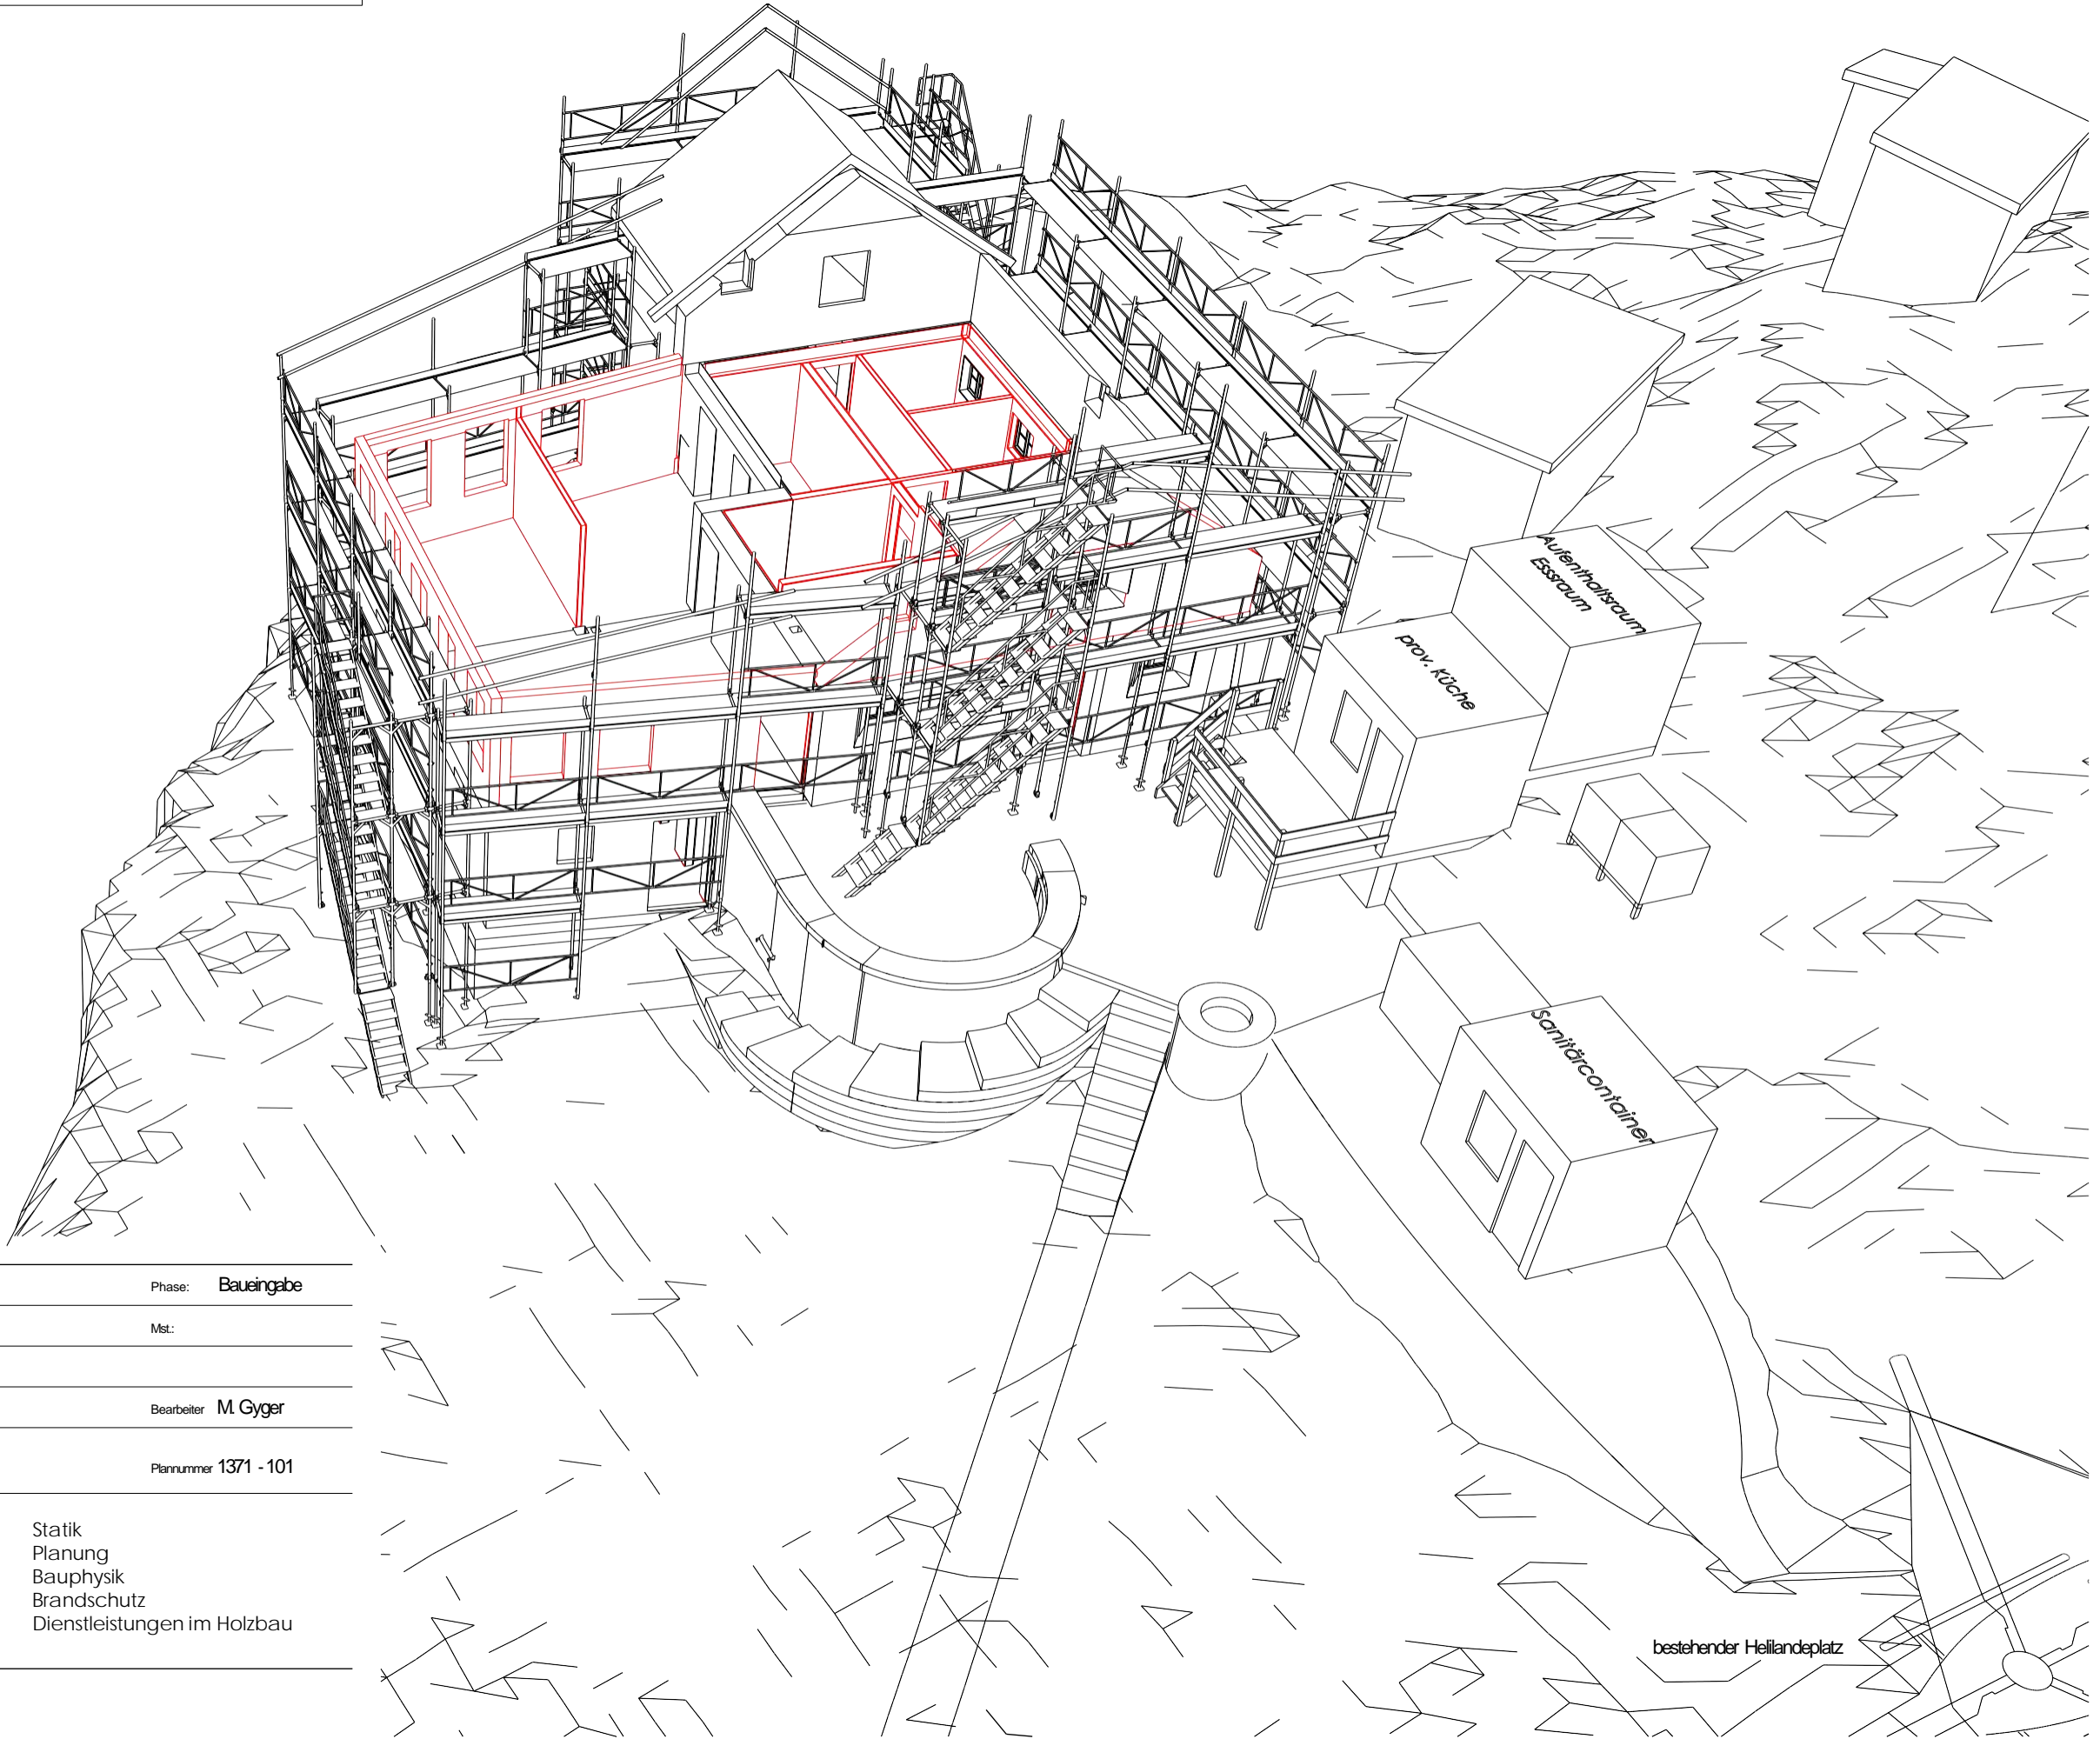 Aufenthaltsraum
Essraum
prov. Küche
Sanitärcontainer
Phase: Baueingabe
Mst.:
Bearbeiter M. Gyger
Plannummer 1371 - 101
Statik
Planung
Bauphysik
Brandschutz
Dienstleistungen im Holzbau
bestehender Helilandeplatz